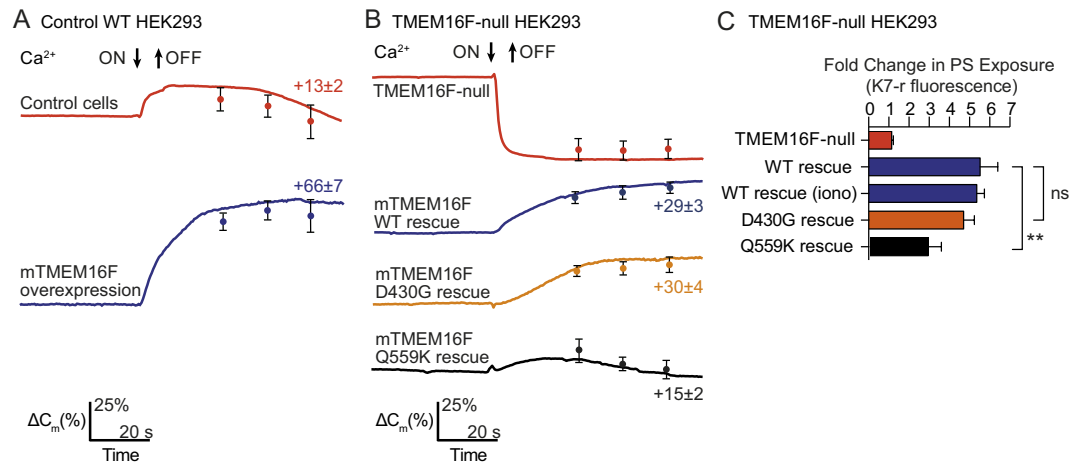 A Control WT HEK293
Ca²⁺ ON ↓ ↑ OFF
Control cells
+13±2
+66±7
mTMEM16F
overexpression
ΔCₘ(%)
25%
20 s
Time
B TMEM16F-null HEK293
Ca²⁺ ON ↓ ↑ OFF
TMEM16F-null
mTMEM16F
WT rescue
+29±3
mTMEM16F
D430G rescue
+30±4
mTMEM16F
Q559K rescue
+15±2
ΔCₘ(%)
25%
20 s
Time
C TMEM16F-null HEK293
Fold Change in PS Exposure
(K7-r fluorescence)
0 1 2 3 4 5 6 7
TMEM16F-null
WT rescue
WT rescue (iono)
D430G rescue
Q559K rescue
ns
**